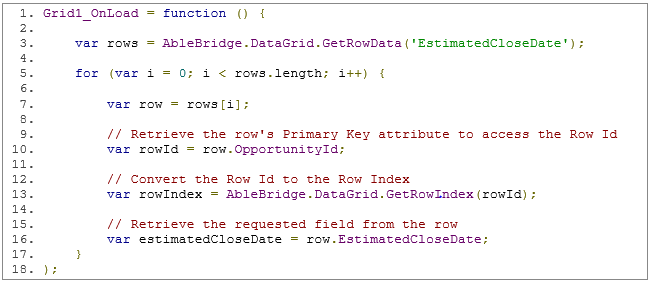 1. Grid1_OnLoad = function () {
2.
3. var rows = AbleBridge.DataGrid.GetRowData('EstimatedCloseDate');
4.
5. for (var i = 0; i < rows.length; i++) {
6.
7. var row = rows[i];
8.
9. // Retrieve the row's Primary Key attribute to access the Row Id
10. var rowId = row.OpportunityId;
11.
12. // Convert the Row Id to the Row Index
13. var rowIndex = AbleBridge.DataGrid.GetRowIndex(rowId);
14.
15. // Retrieve the requested field from the row
16. var estimatedCloseDate = row.EstimatedCloseDate;
17. }
18. );